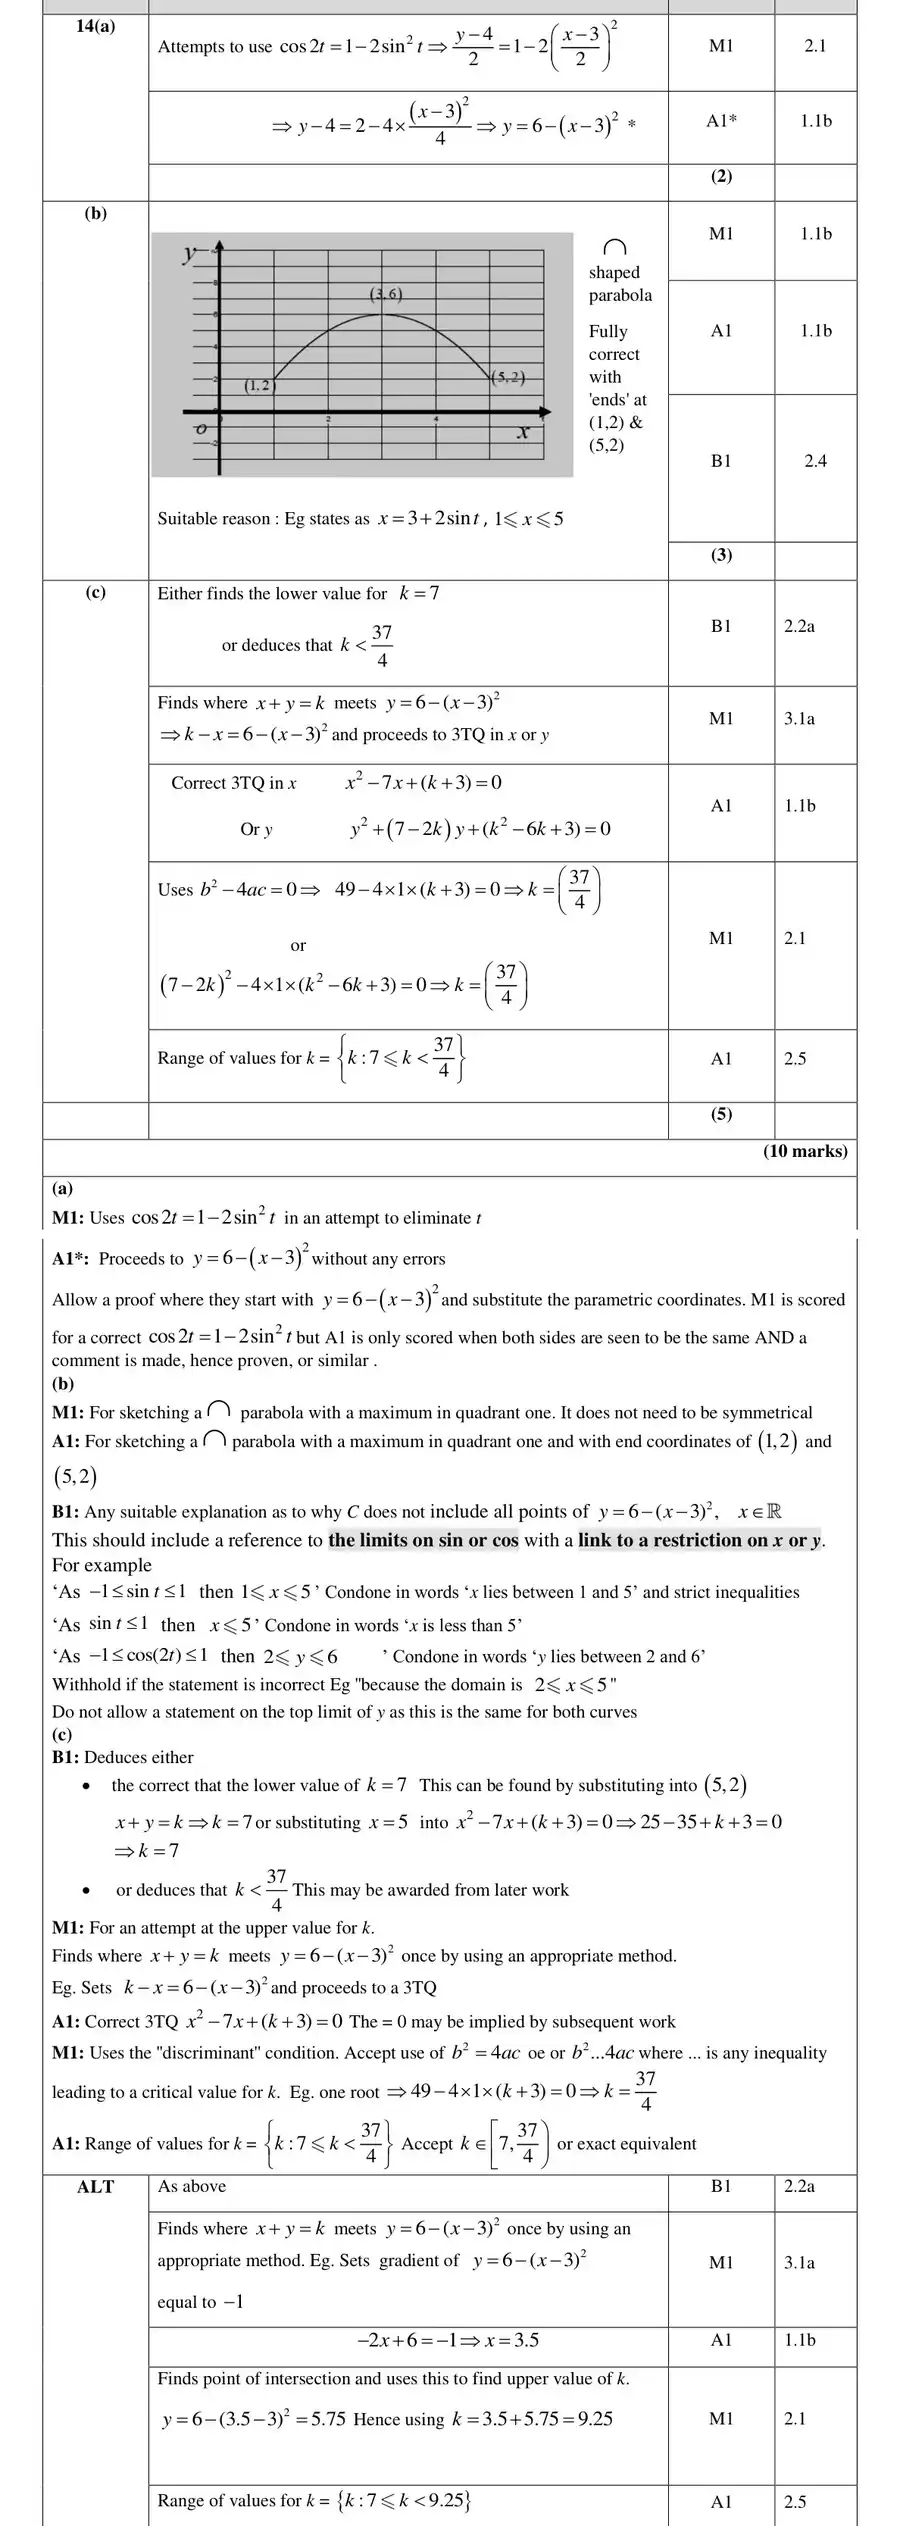 14(a)
Attempts to use cos 2t = 1 − 2sin² t ⇒ (y − 4)/2 = 1 − 2((x − 3)/2)²
M1
2.1
⇒ y − 4 = 2 − 4 × (x − 3)²/4 ⇒ y = 6 − (x − 3)² *
A1*
1.1b
(2)
(b)
y
(3,6)
(1,2)
(5,2)
8
6
4
2
O
2
4
-2
x
∩
shaped
parabola
Fully
correct
with
'ends' at
(1,2) &
(5,2)
M1
1.1b
A1
1.1b
B1
2.4
Suitable reason : Eg states as x = 3 + 2sin t , 1 ⩽ x ⩽ 5
(3)
(c)
Either finds the lower value for k = 7
or deduces that k < 37/4
B1
2.2a
Finds where x + y = k meets y = 6 − (x − 3)²
⇒ k − x = 6 − (x − 3)² and proceeds to 3TQ in x or y
M1
3.1a
Correct 3TQ in x x² − 7x + (k + 3) = 0
Or y y² + (7 − 2k)y + (k² − 6k + 3) = 0
A1
1.1b
Uses b² − 4ac = 0 ⇒ 49 − 4×1×(k + 3) = 0 ⇒ k = (37/4)
or
(7 − 2k)² − 4×1×(k² − 6k + 3) = 0 ⇒ k = (37/4)
M1
2.1
Range of values for k = {k : 7 ⩽ k < 37/4}
A1
2.5
(5)
(10 marks)
(a)
M1: Uses cos 2t = 1 − 2sin² t in an attempt to eliminate t
A1*: Proceeds to y = 6 − (x − 3)² without any errors
Allow a proof where they start with y = 6 − (x − 3)² and substitute the parametric coordinates. M1 is scored
for a correct cos 2t = 1 − 2sin² t but A1 is only scored when both sides are seen to be the same AND a
comment is made, hence proven, or similar .
(b)
M1: For sketching a ∩ parabola with a maximum in quadrant one. It does not need to be symmetrical
A1: For sketching a ∩ parabola with a maximum in quadrant one and with end coordinates of (1,2) and
(5,2)
B1: Any suitable explanation as to why C does not include all points of y = 6 − (x − 3)², x ∈ ℝ
This should include a reference to the limits on sin or cos with a link to a restriction on x or y.
For example
‘As −1 ≤ sin t ≤ 1 then 1 ⩽ x ⩽ 5’ Condone in words ‘x lies between 1 and 5’ and strict inequalities
‘As sin t ≤ 1 then x ⩽ 5’ Condone in words ‘x is less than 5’
‘As −1 ≤ cos(2t) ≤ 1 then 2 ⩽ y ⩽ 6 ’ Condone in words ‘y lies between 2 and 6’
Withhold if the statement is incorrect Eg "because the domain is 2 ⩽ x ⩽ 5"
Do not allow a statement on the top limit of y as this is the same for both curves
(c)
B1: Deduces either
• the correct that the lower value of k = 7 This can be found by substituting into (5,2)
x + y = k ⇒ k = 7 or substituting x = 5 into x² − 7x + (k + 3) = 0 ⇒ 25 − 35 + k + 3 = 0
⇒ k = 7
• or deduces that k < 37/4 This may be awarded from later work
M1: For an attempt at the upper value for k.
Finds where x + y = k meets y = 6 − (x − 3)² once by using an appropriate method.
Eg. Sets k − x = 6 − (x − 3)² and proceeds to a 3TQ
A1: Correct 3TQ x² − 7x + (k + 3) = 0 The = 0 may be implied by subsequent work
M1: Uses the "discriminant" condition. Accept use of b² = 4ac oe or b²...4ac where ... is any inequality
leading to a critical value for k. Eg. one root ⇒ 49 − 4×1×(k + 3) = 0 ⇒ k = 37/4
A1: Range of values for k = {k : 7 ⩽ k < 37/4} Accept k ∈ [7, 37/4) or exact equivalent
ALT
As above
B1
2.2a
Finds where x + y = k meets y = 6 − (x − 3)² once by using an
appropriate method. Eg. Sets gradient of y = 6 − (x − 3)²
equal to −1
M1
3.1a
−2x + 6 = −1 ⇒ x = 3.5
A1
1.1b
Finds point of intersection and uses this to find upper value of k.
y = 6 − (3.5 − 3)² = 5.75 Hence using k = 3.5 + 5.75 = 9.25
M1
2.1
Range of values for k = {k : 7 ⩽ k < 9.25}
A1
2.5